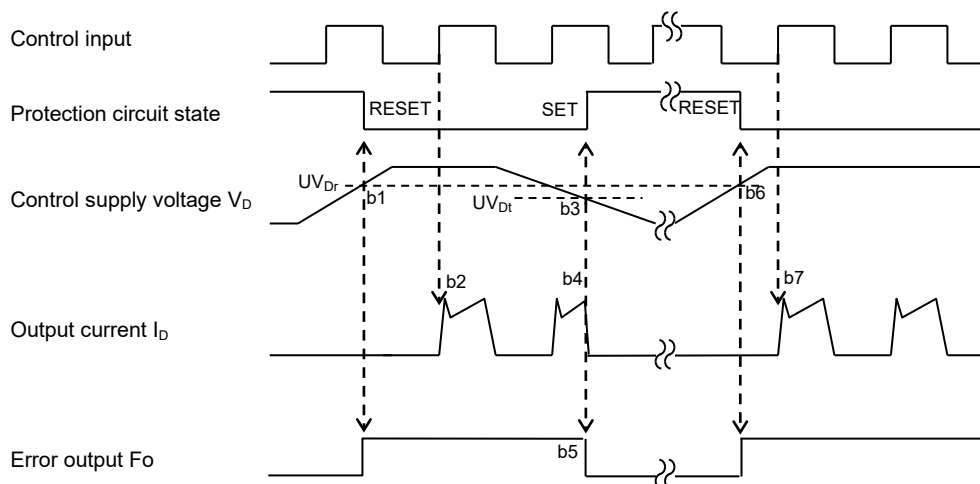 Control input
Protection circuit state
RESET
SET
RESET
Control supply voltage VD
UVDr
b1
UVDt
b3
b6
b2
b4
b7
Output current ID
Error output Fo
b5